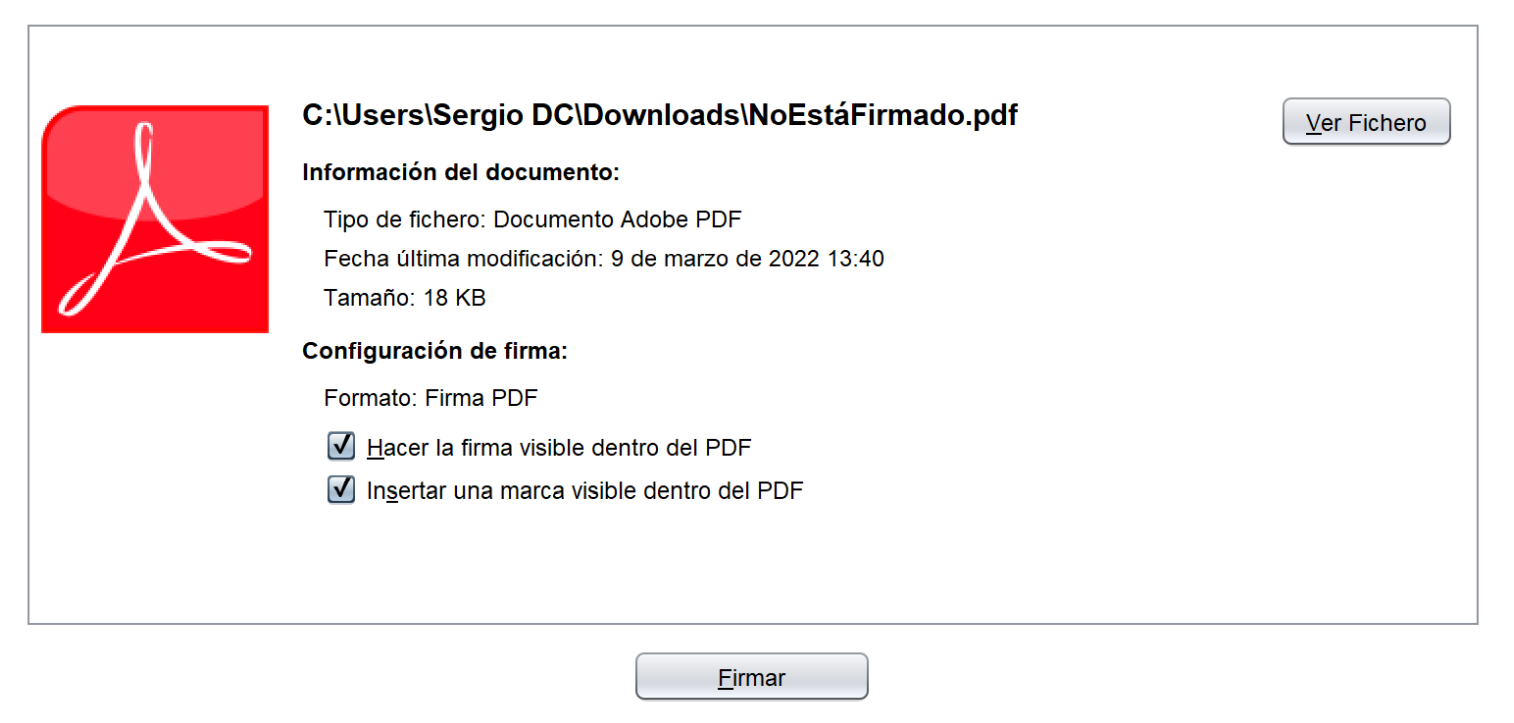 C:\Users\Sergio DC\Downloads\NoEstáFirmado.pdf
Ver Fichero
Información del documento:
Tipo de fichero: Documento Adobe PDF
Fecha última modificación: 9 de marzo de 2022 13:40
Tamaño: 18 KB
Configuración de firma:
Formato: Firma PDF
Hacer la firma visible dentro del PDF
Insertar una marca visible dentro del PDF
Firmar